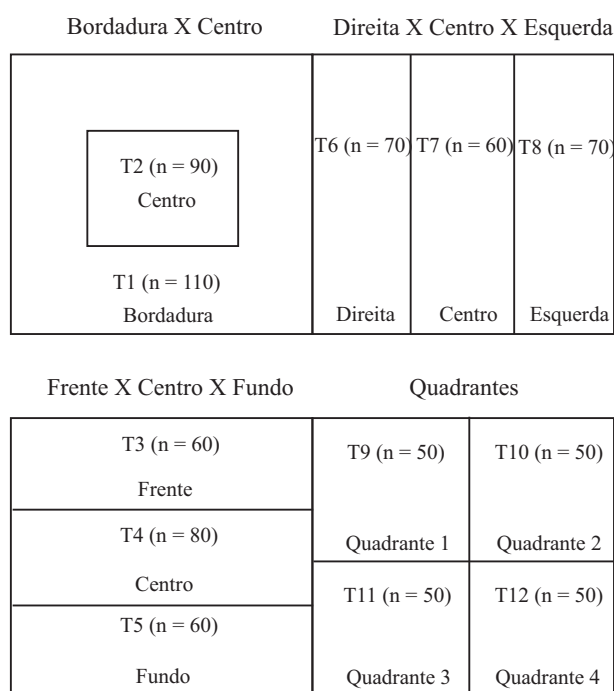 Bordadura X Centro
Direita X Centro X Esquerda
T2 (n = 90)
Centro
T1 (n = 110)
Bordadura
T6 (n = 70) T7 (n = 60) T8 (n = 70)
Direita Centro Esquerda
Frente X Centro X Fundo
Quadrantes
T3 (n = 60)
Frente
T4 (n = 80)
Centro
T5 (n = 60)
Fundo
T9 (n = 50) T10 (n = 50)
Quadrante 1 Quadrante 2
T11 (n = 50) T12 (n = 50)
Quadrante 3 Quadrante 4